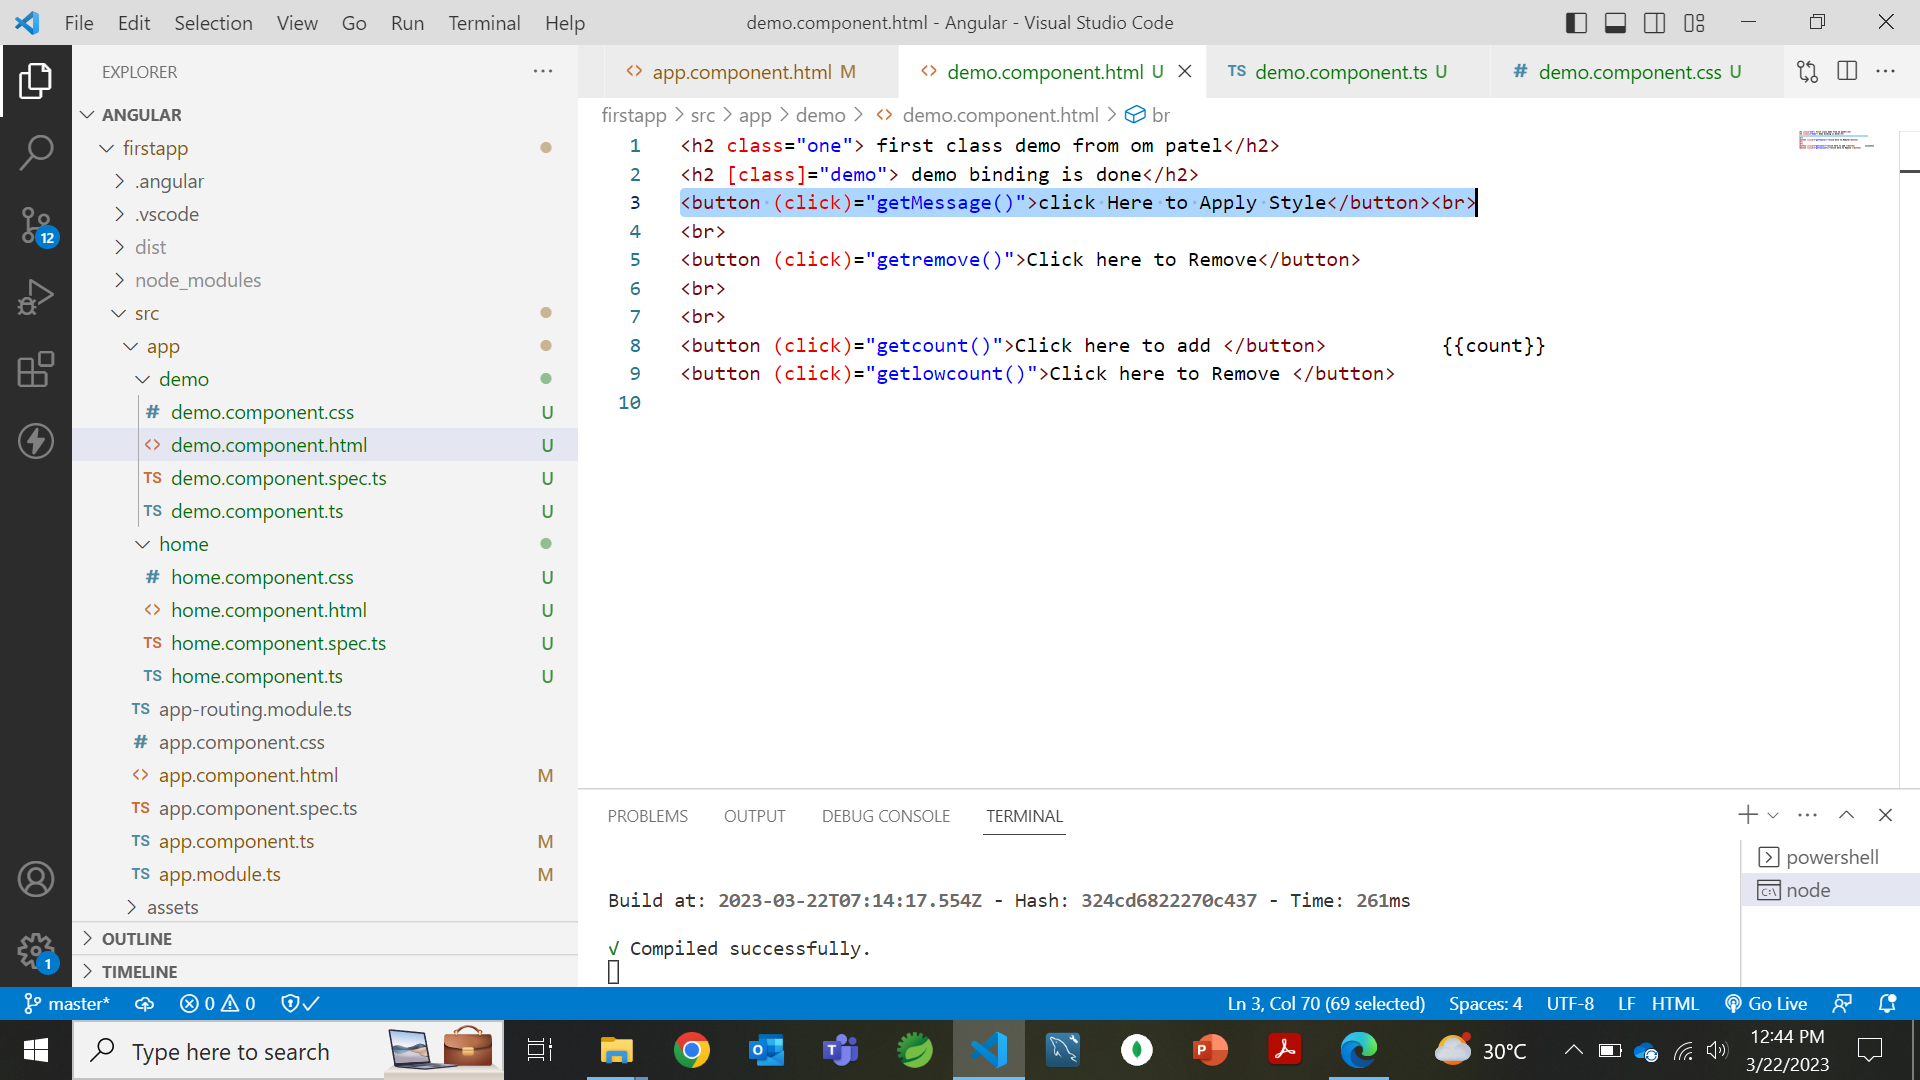 File Edit Selection View Go Run Terminal Help demo.component.html - Angular - Visual Studio Code
EXPLORER
ANGULAR
firstapp
.angular
.vscode
dist
node_modules
src
app
demo
# demo.component.css U
<> demo.component.html U
TS demo.component.spec.ts U
TS demo.component.ts U
home
# home.component.css U
<> home.component.html U
TS home.component.spec.ts U
TS home.component.ts U
TS app-routing.module.ts
# app.component.css
<> app.component.html M
TS app.component.spec.ts
TS app.component.ts M
TS app.module.ts M
assets
OUTLINE
TIMELINE
12
1
<> app.component.html M <> demo.component.html U TS demo.component.ts U # demo.component.css U
firstapp > src > app > demo > <> demo.component.html > br
1 <h2 class="one"> first class demo from om patel</h2>
2 <h2 [class]="demo"> demo binding is done</h2>
3 <button (click)="getMessage()">click Here to Apply Style</button><br>
4 <br>
5 <button (click)="getremove()">Click here to Remove</button>
6 <br>
7 <br>
8 <button (click)="getcount()">Click here to add </button>          {{count}}
9 <button (click)="getlowcount()">Click here to Remove </button>
10
PROBLEMS OUTPUT DEBUG CONSOLE TERMINAL
powershell
node
Build at: 2023-03-22T07:14:17.554Z - Hash: 324cd6822270c437 - Time: 261ms
√ Compiled successfully.
master* 0 0 Ln 3, Col 70 (69 selected) Spaces: 4 UTF-8 LF HTML Go Live
Type here to search 30°C 12:44 PM
3/22/2023